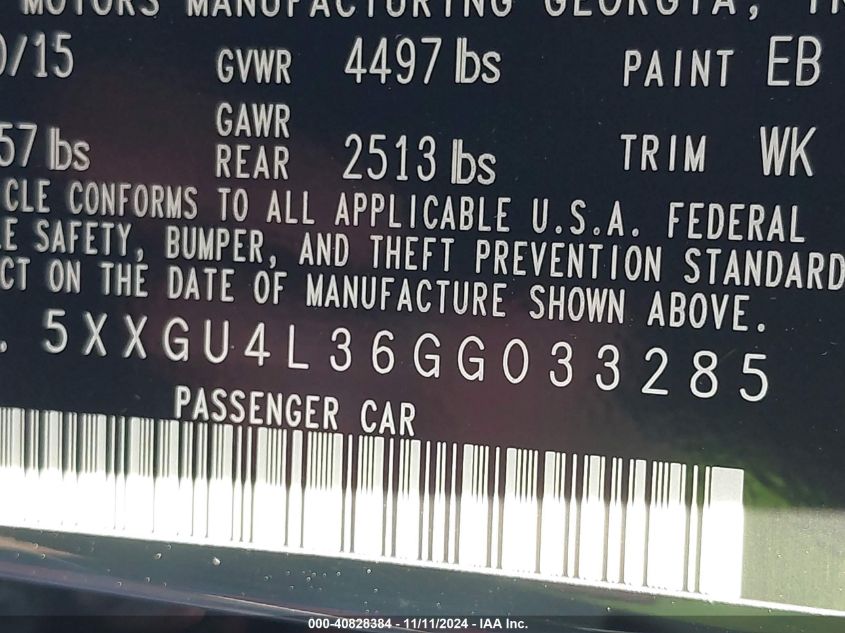 MOTORS MANUFACTURING GEORGIA,
0/15 GVWR 4497 lbs PAINT EB
57 lbs GAWR REAR 2513 lbs TRIM WK
CLE CONFORMS TO ALL APPLICABLE U.S.A. FEDERAL
E SAFETY, BUMPER, AND THEFT PREVENTION STANDARD
CT ON THE DATE OF MANUFACTURE SHOWN ABOVE.
. 5XXGU4L36GG033285
PASSENGER CAR
000-40828384 - 11/11/2024 - IAA Inc.